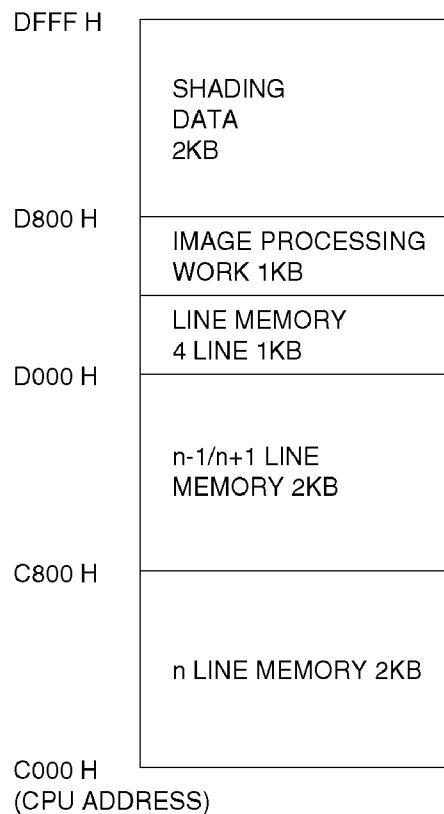 DFFF H
SHADING
DATA
2KB
D800 H
IMAGE PROCESSING
WORK 1KB
LINE MEMORY
4 LINE 1KB
D000 H
n-1/n+1 LINE
MEMORY 2KB
C800 H
n LINE MEMORY 2KB
C000 H
(CPU ADDRESS)